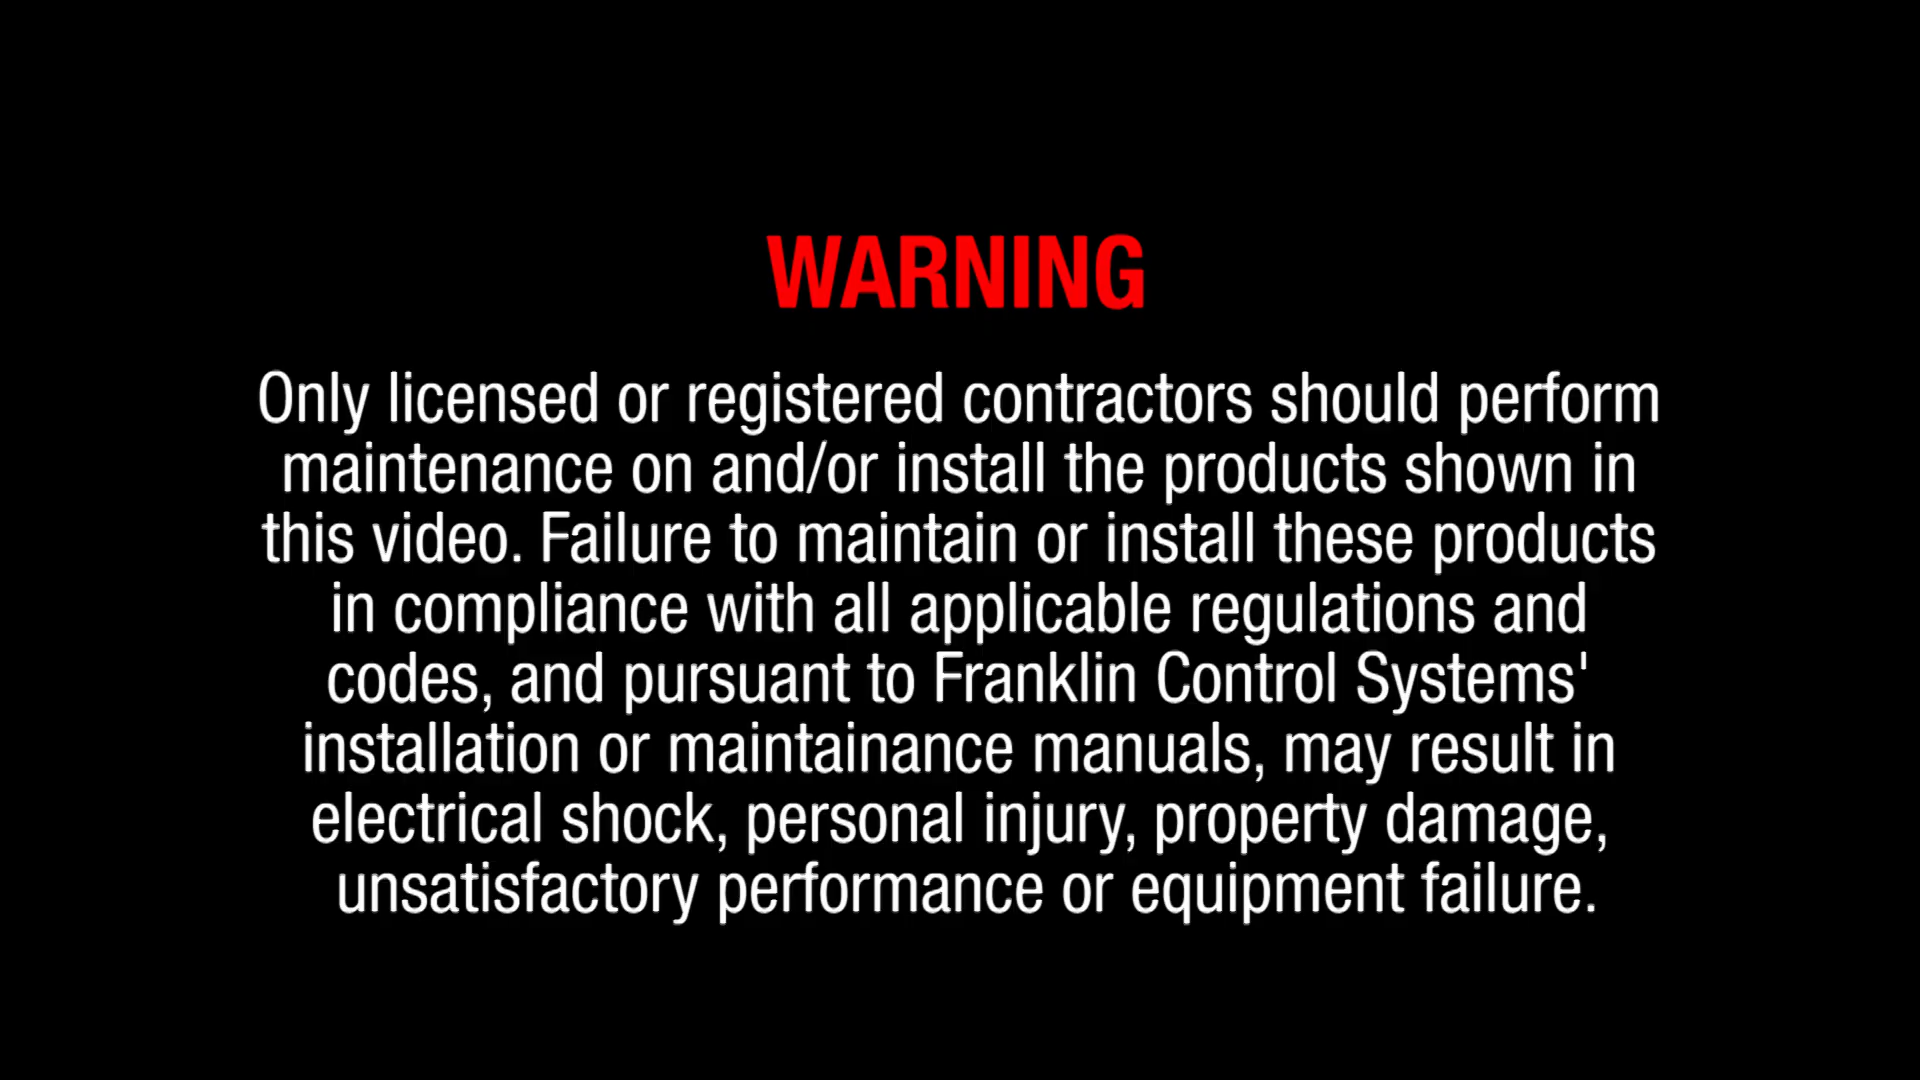 WARNING
Only licensed or registered contractors should perform
maintenance on and/or install the products shown in
this video. Failure to maintain or install these products
in compliance with all applicable regulations and
codes, and pursuant to Franklin Control Systems'
installation or maintainance manuals, may result in
electrical shock, personal injury, property damage,
unsatisfactory performance or equipment failure.